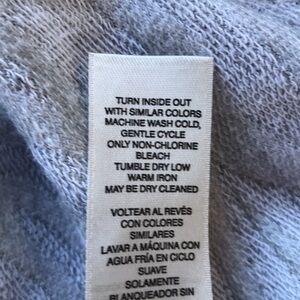 TURN INSIDE OUT
WITH SIMILAR COLORS
MACHINE WASH COLD,
GENTLE CYCLE
ONLY NON-CHLORINE
BLEACH
TUMBLE DRY LOW
WARM IRON
MAY BE DRY CLEANED
VOLTEAR AL REVÉS
CON COLORES
SIMILARES
LAVAR A MÁQUINA CON
AGUA FRÍA EN CICLO
SUAVE
SOLAMENTE
BLANQUEADOR SIN